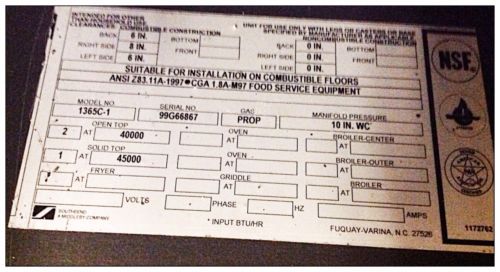 INTENDED FOR OTHER
THAN HOUSEHOLD USE
CLEARANCES COMBUSTIBLE CONSTRUCTION
BACK 6 IN. BOTTOM
RIGHT SIDE 8 IN. FRONT
LEFT SIDE 6 IN.
UNIT FOR USE ONLY WITH LEGS OR CASTERS OR BASE
SPECIFIED BY MANUFACTURER AS APPEARS
NONCOMBUSTIBLE CONSTRUCTION
BACK 0 IN. BOTTOM
RIGHT SIDE 0 IN. FRONT
LEFT SIDE 0 IN.
SUITABLE FOR INSTALLATION ON COMBUSTIBLE FLOORS
ANSI Z83.11A-1997●CGA 1.8A-M97 FOOD SERVICE EQUIPMENT
MODEL NO. SERIAL NO. GAS MANIFOLD PRESSURE
1365C-1 99G66867 PROP 10 IN. WC
OPEN TOP OVEN BROILER-CENTER
2 AT 40000 AT AT
SOLID TOP OVEN BROILER-OUTER
1 AT 45000 AT AT
FRYER GRIDDLE BROILER
AT AT AT
VOLTS PHASE HZ AMPS
SOUTHBEND
A MIDDLEBY COMPANY
* INPUT BTU/HR
FUQUAY-VARINA, N.C. 27526
NSF
1172762